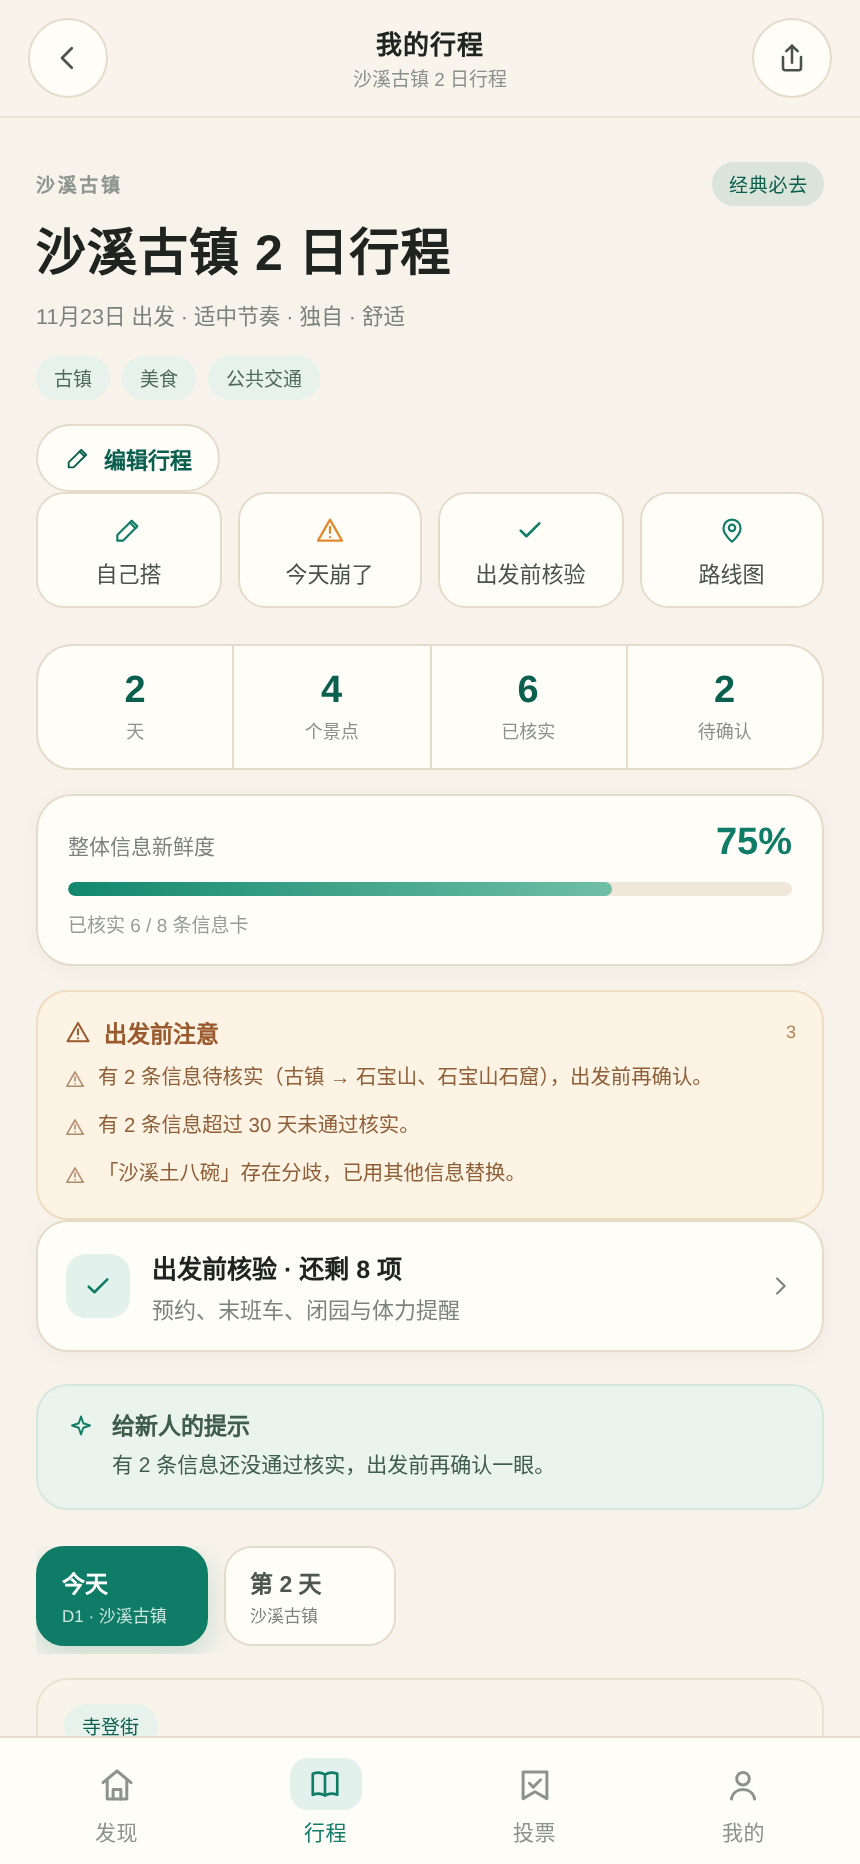 我的行程
沙溪古镇 2 日行程
沙溪古镇
经典必去
沙溪古镇 2 日行程
11月23日 出发 · 适中节奏 · 独自 · 舒适
古镇 美食 公共交通
编辑行程
自己搭 今天崩了 出发前核验 路线图
2 4 6 2
天 个景点 已核实 待确认
整体信息新鲜度 75%
已核实 6 / 8 条信息卡
出发前注意 3
有 2 条信息待核实（古镇 → 石宝山、石宝山石窟），出发前再确认。
有 2 条信息超过 30 天未通过核实。
「沙溪土八碗」存在分歧，已用其他信息替换。
出发前核验 · 还剩 8 项
预约、末班车、闭园与体力提醒
给新人的提示
有 2 条信息还没通过核实，出发前再确认一眼。
今天 第 2 天
D1 · 沙溪古镇 沙溪古镇
寺登街
发现 行程 投票 我的